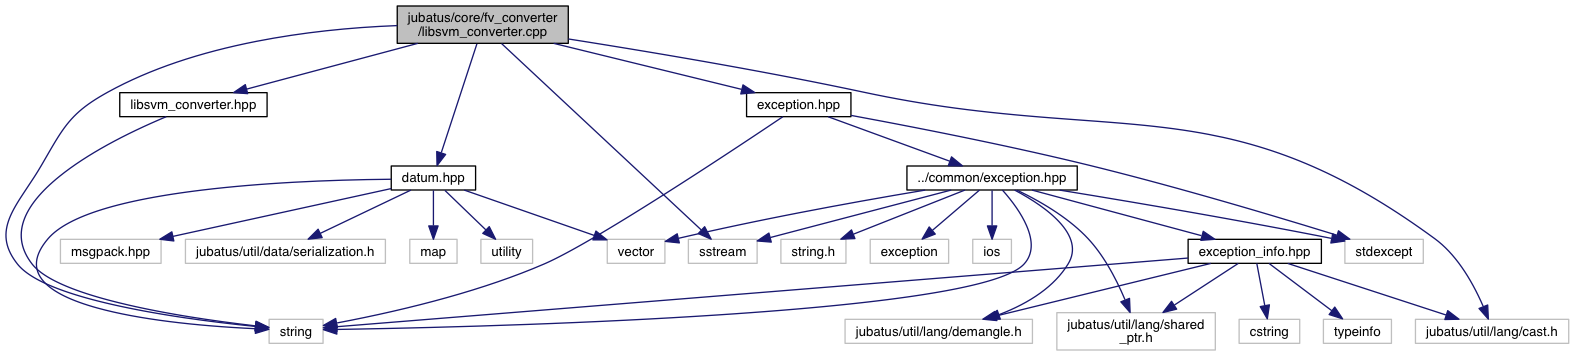 jubatus/core/fv_converter
/libsvm_converter.cpp
libsvm_converter.hpp
exception.hpp
datum.hpp
../common/exception.hpp
msgpack.hpp
jubatus/util/data/serialization.h
map
utility
vector
sstream
string.h
exception
ios
exception_info.hpp
stdexcept
string
jubatus/util/lang/demangle.h
jubatus/util/lang/shared
_ptr.h
cstring
typeinfo
jubatus/util/lang/cast.h